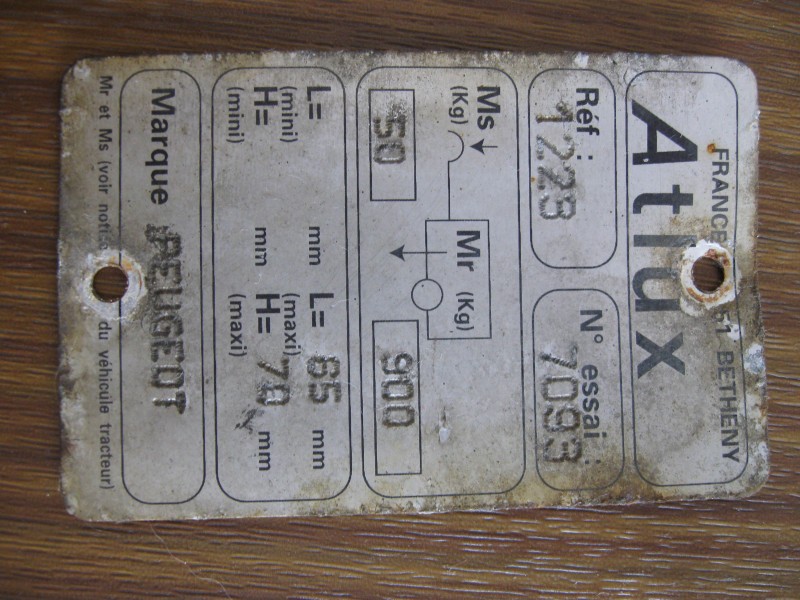 FRANCE 51 BETHENY
Atlux
Réf : 1229
N° essai : 7093
Ms (Kg) Mr (Kg)
50 900
L= (mini) mm L= (maxi) 65 mm
H= (mini) mm H= (maxi) 70 mm
Marque PEUGEOT
Mr et Ms (voir notice du véhicule tracteur)